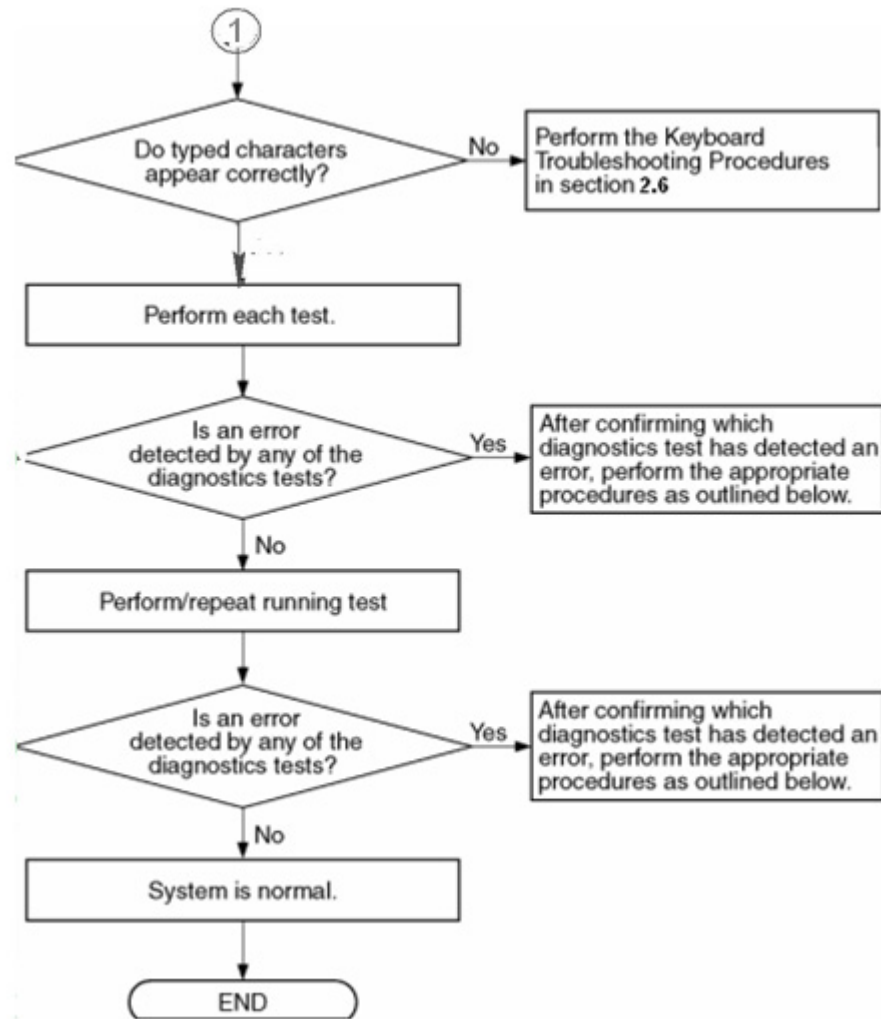 1
Do typed characters
appear correctly?
No
Perform the Keyboard
Troubleshooting Procedures
in section 2.6
Perform each test.
Is an error
detected by any of the
diagnostics tests?
Yes
After confirming which
diagnostics test has detected an
error, perform the appropriate
procedures as outlined below.
No
Perform/repeat running test
Is an error
detected by any of the
diagnostics tests?
Yes
After confirming which
diagnostics test has detected an
error, perform the appropriate
procedures as outlined below.
No
System is normal.
END